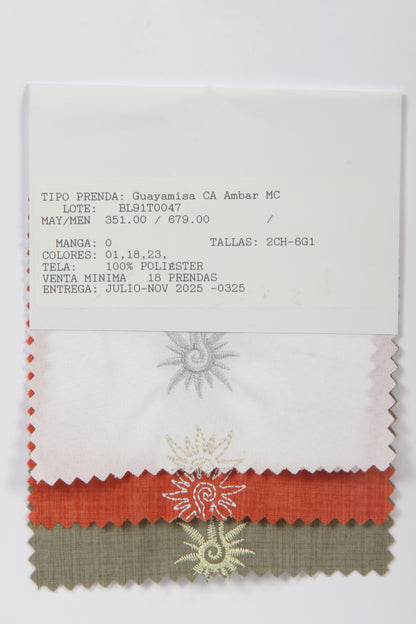 TIPO PRENDA: Guayamisa CA Ambar MC
LOTE: BL91T0047
MAY/MEN 351.00 / 679.00 /
MANGA: 0 TALLAS: 2CH-6G1
COLORES: 01,18,23,
TELA: 100% POLIÉSTER
VENTA MINIMA 18 PRENDAS
ENTREGA: JULIO-NOV 2025 -0325